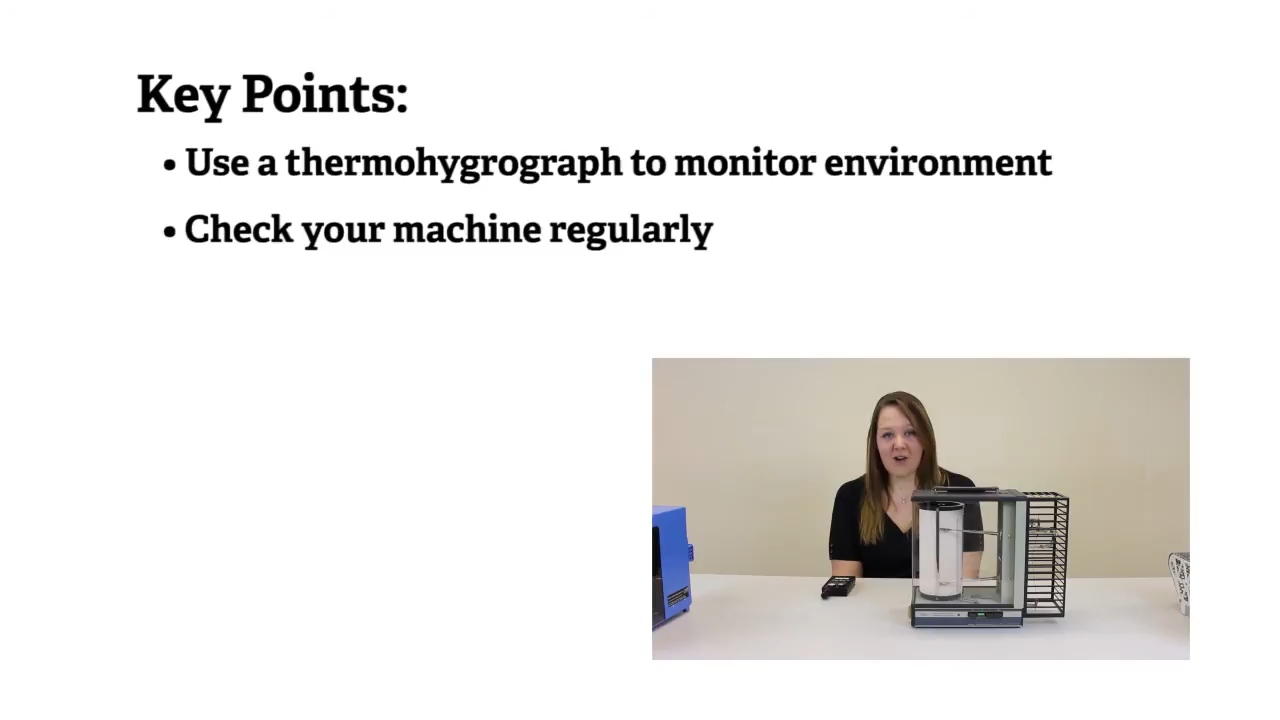 Key Points:
• Use a thermohygrograph to monitor environment
• Check your machine regularly